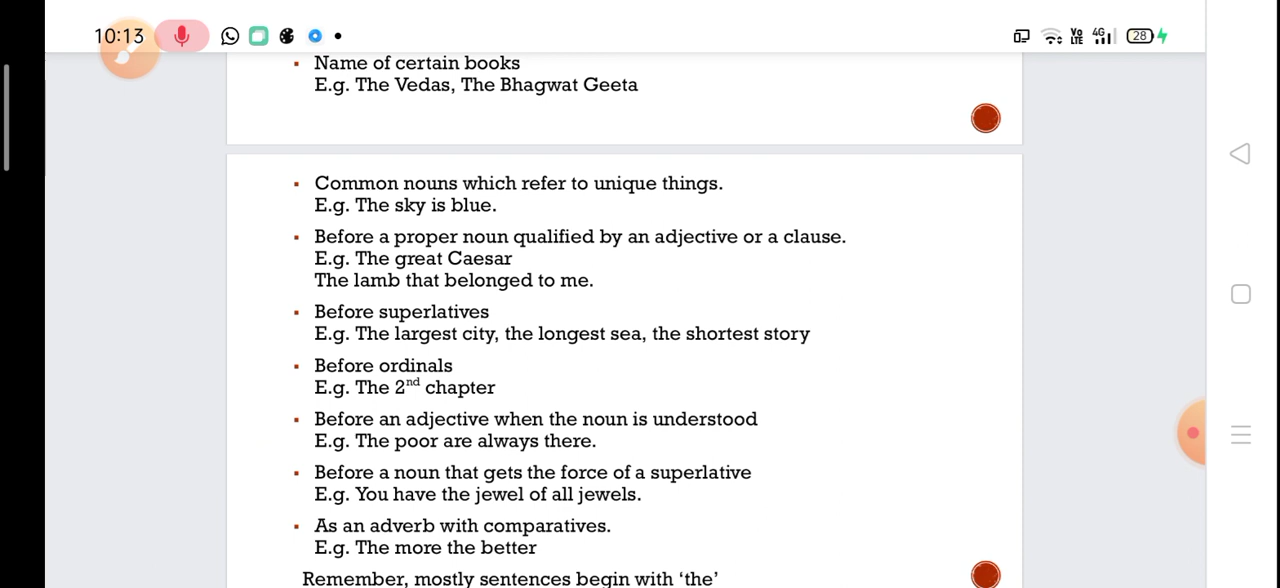 10:13
Vo LTE 4G 28
Name of certain books
E.g. The Vedas, The Bhagwat Geeta
Common nouns which refer to unique things.
E.g. The sky is blue.
Before a proper noun qualified by an adjective or a clause.
E.g. The great Caesar
The lamb that belonged to me.
Before superlatives
E.g. The largest city, the longest sea, the shortest story
Before ordinals
E.g. The 2nd chapter
Before an adjective when the noun is understood
E.g. The poor are always there.
Before a noun that gets the force of a superlative
E.g. You have the jewel of all jewels.
As an adverb with comparatives.
E.g. The more the better
Remember, mostly sentences begin with ‘the’